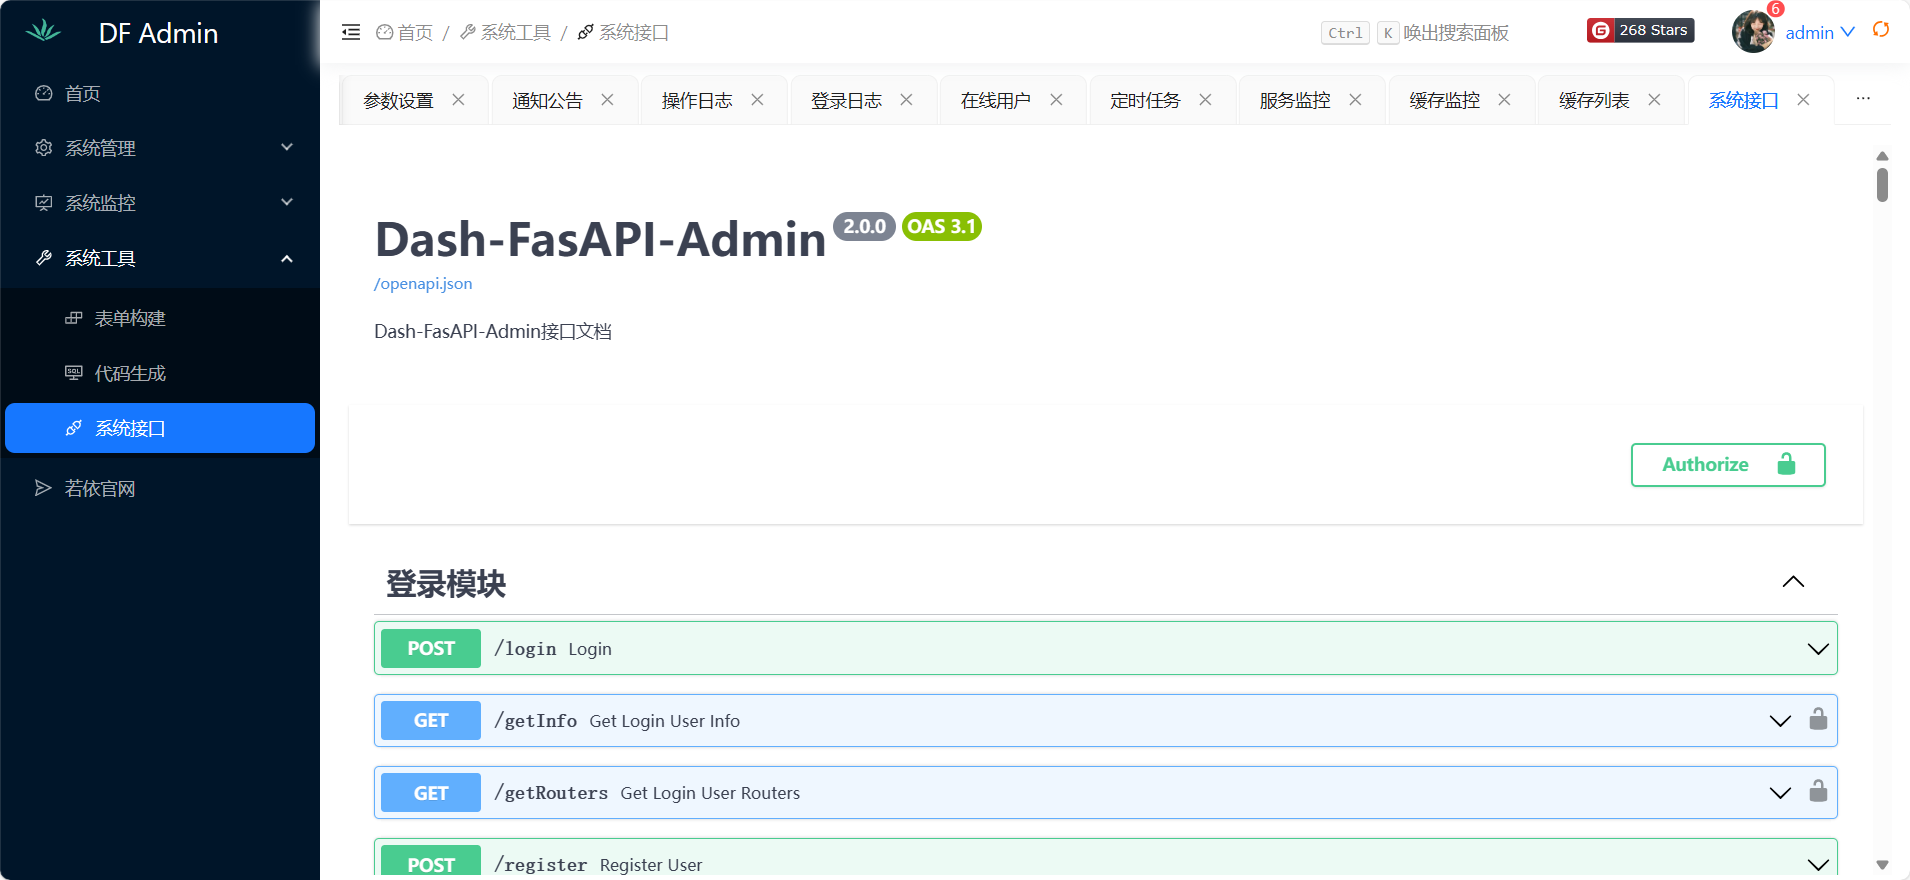 DF Admin
首页 / 系统工具 / 系统接口
Ctrl K 唤出搜索面板
268 Stars
6
admin
首页
系统管理
系统监控
系统工具
表单构建
代码生成
系统接口
若依官网
参数设置
通知公告
操作日志
登录日志
在线用户
定时任务
服务监控
缓存监控
缓存列表
系统接口
...
Dash-FasAPI-Admin 2.0.0 OAS 3.1
/openapi.json
Dash-FasAPI-Admin接口文档
Authorize
登录模块
POST /login Login
GET /getInfo Get Login User Info
GET /getRouters Get Login User Routers
POST /register Register User